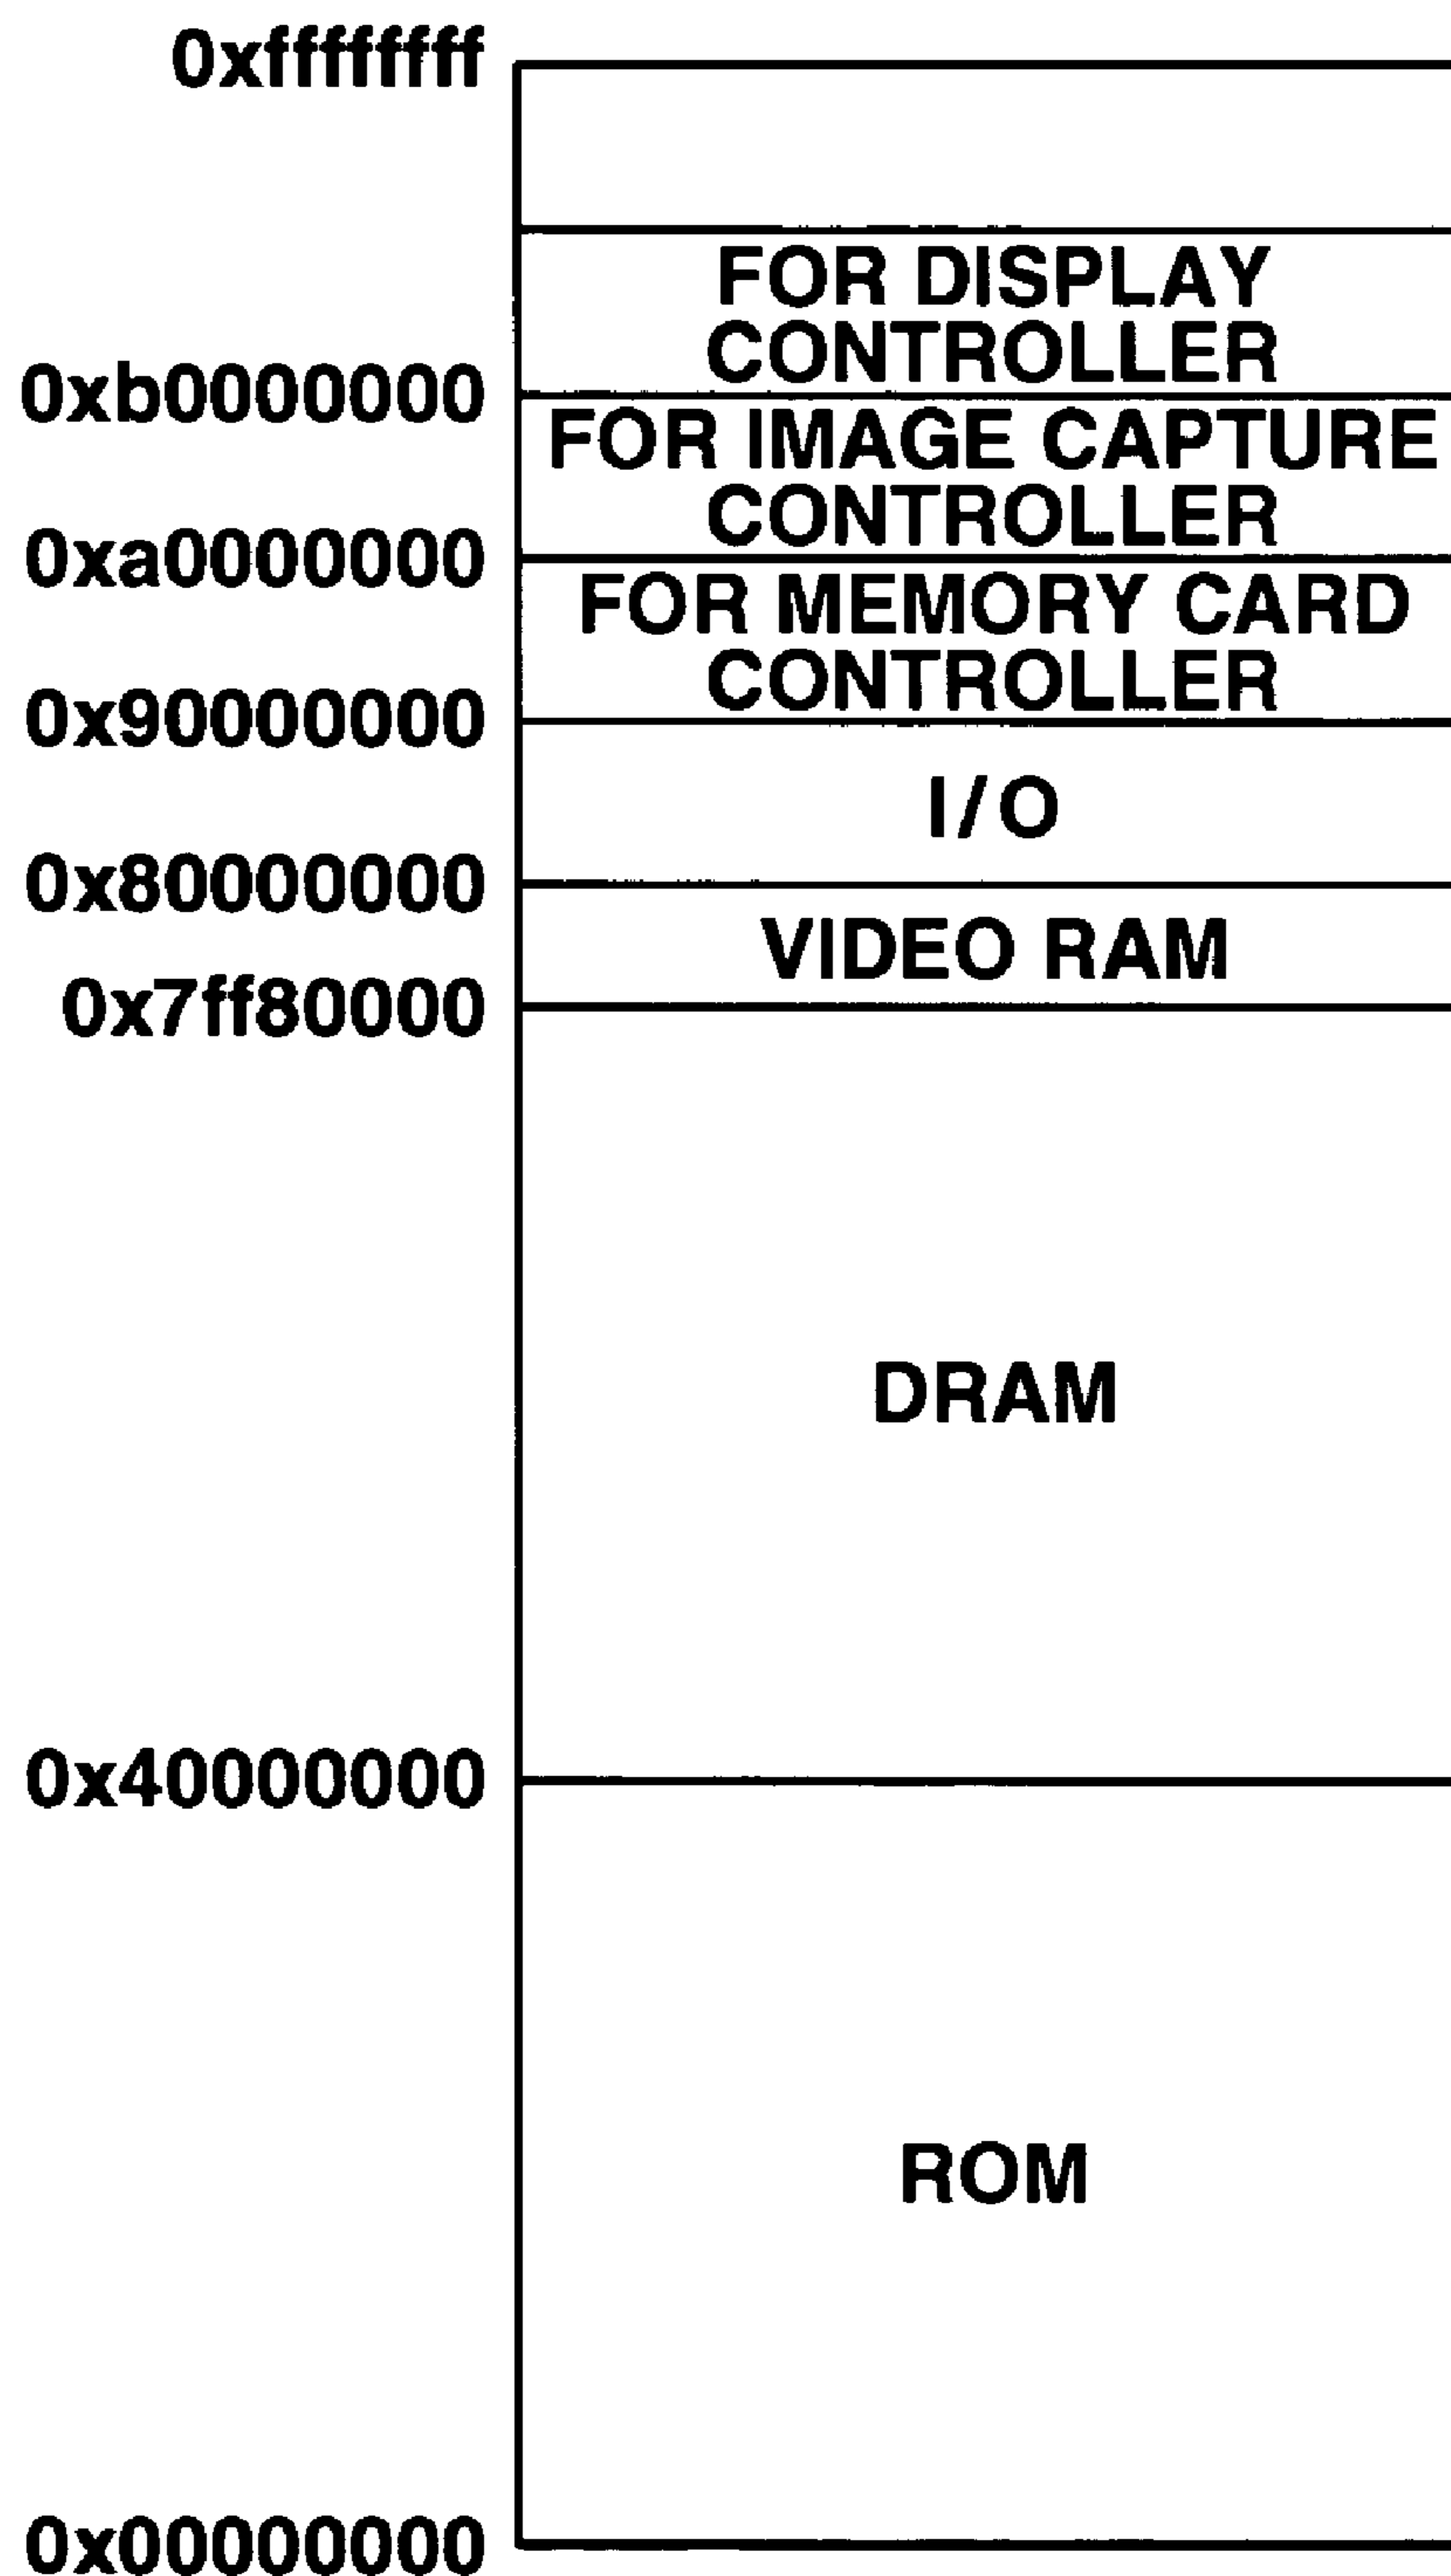 0xffffffff
FOR DISPLAY
CONTROLLER
0xb0000000
FOR IMAGE CAPTURE
CONTROLLER
0xa0000000
FOR MEMORY CARD
CONTROLLER
0x90000000
I/O
0x80000000
VIDEO RAM
0x7ff80000
DRAM
0x40000000
ROM
0x00000000